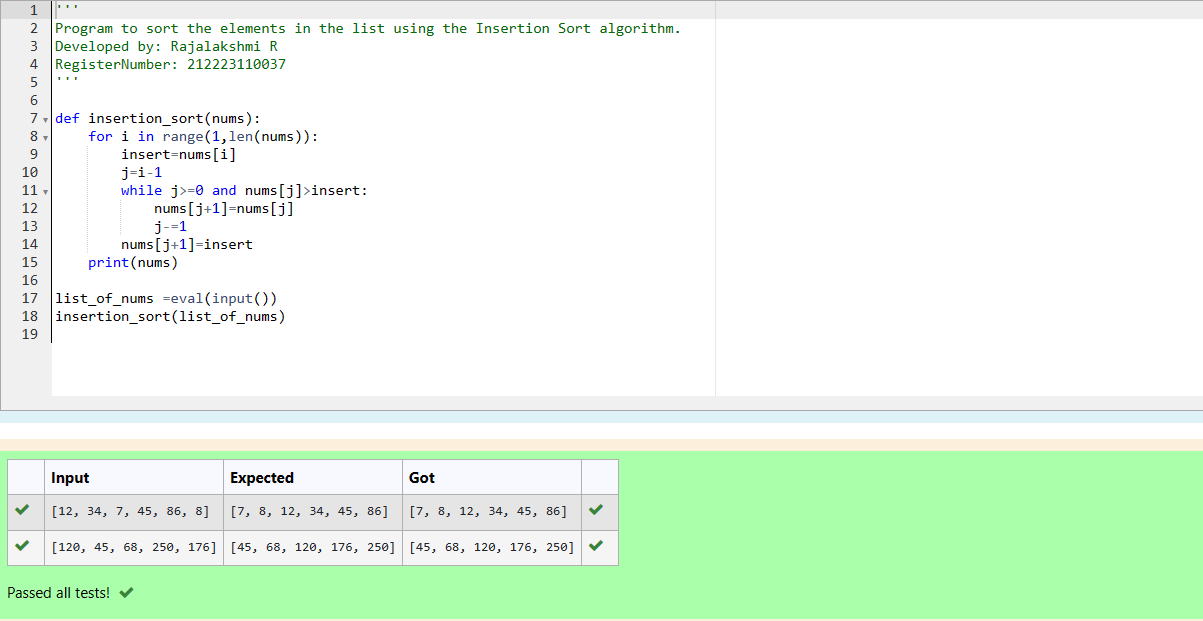 1 '''
2 Program to sort the elements in the list using the Insertion Sort algorithm.
3 Developed by: Rajalakshmi R
4 RegisterNumber: 212223110037
5 '''
6
7 def insertion_sort(nums):
8     for i in range(1,len(nums)):
9         insert=nums[i]
10         j=i-1
11         while j>=0 and nums[j]>insert:
12             nums[j+1]=nums[j]
13             j-=1
14         nums[j+1]=insert
15     print(nums)
16
17 list_of_nums =eval(input())
18 insertion_sort(list_of_nums)
19
Input Expected Got
[12, 34, 7, 45, 86, 8] [7, 8, 12, 34, 45, 86] [7, 8, 12, 34, 45, 86]
[120, 45, 68, 250, 176] [45, 68, 120, 176, 250] [45, 68, 120, 176, 250]
Passed all tests!